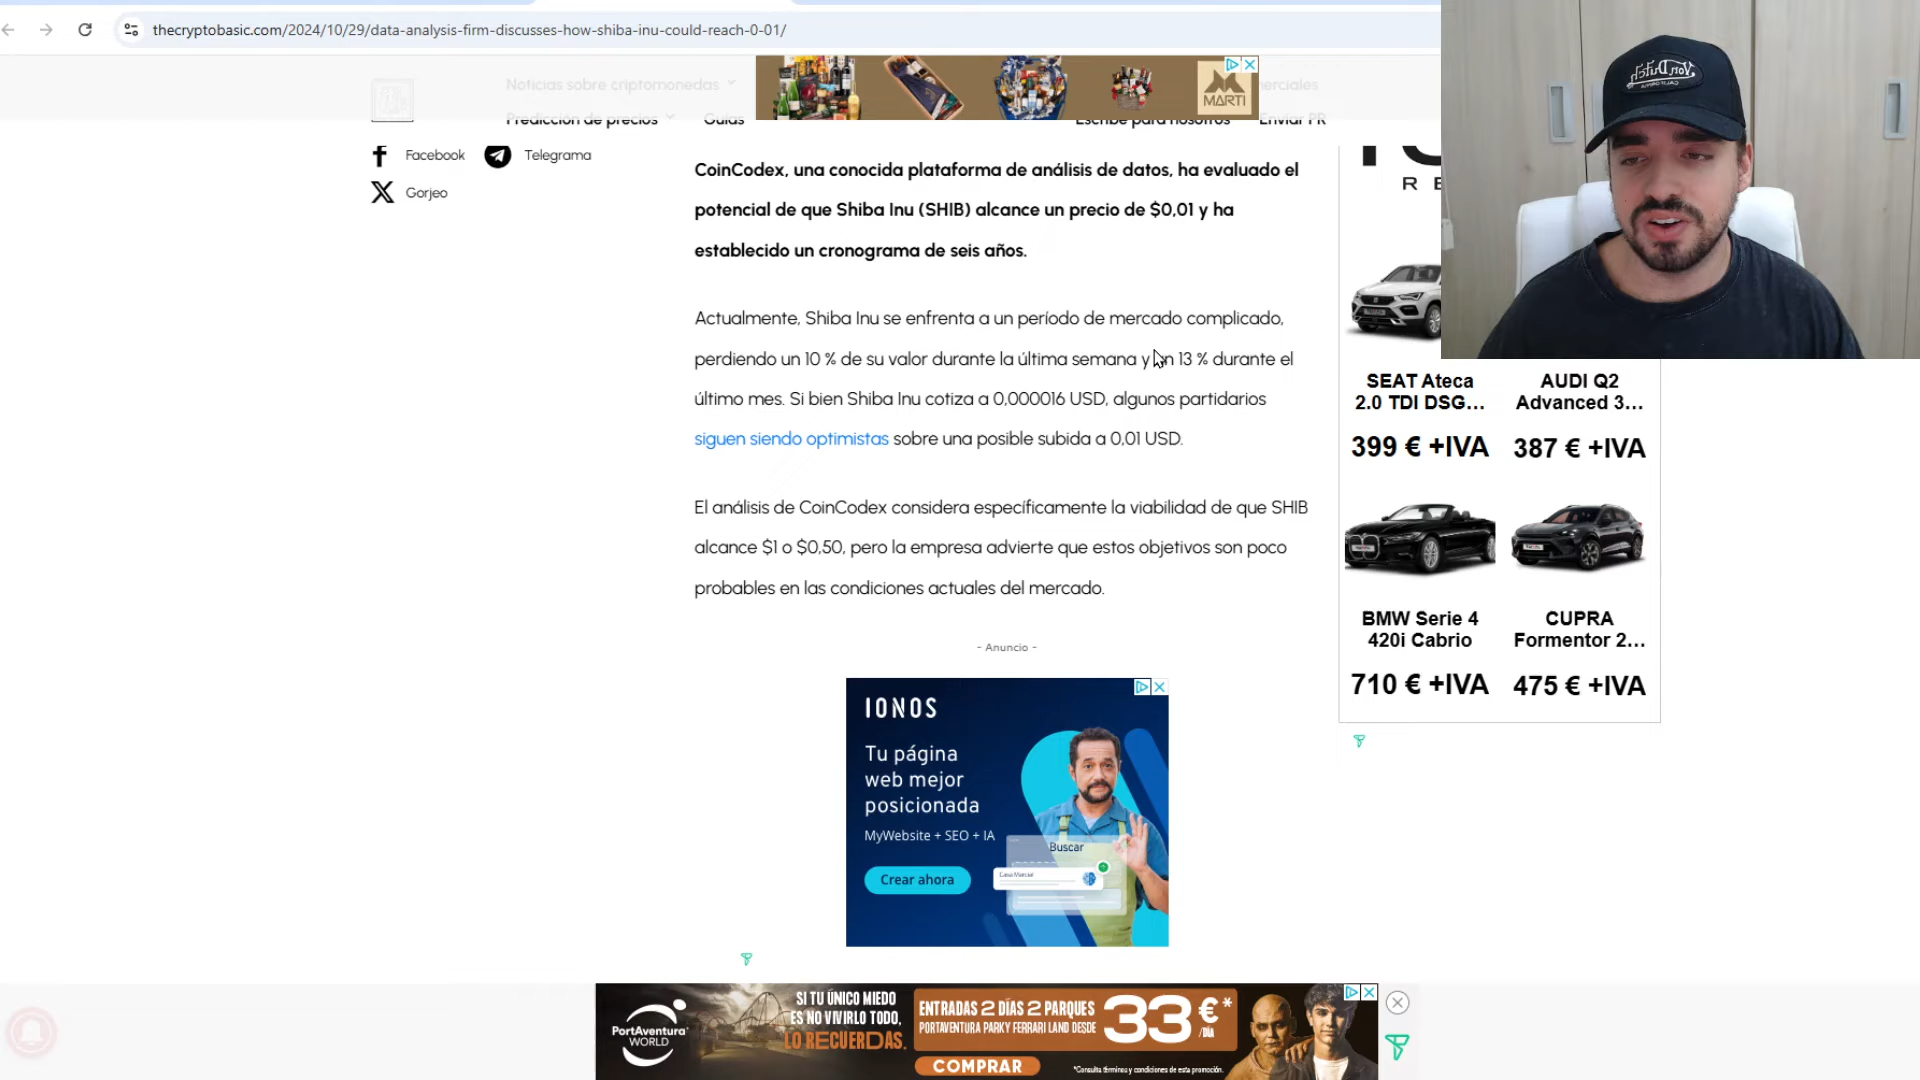 thecryptobasic.com/2024/10/29/data-analysis-firm-discusses-how-shiba-inu-could-reach-0-01/
Noticias sobre criptomonedas
erciales
MARTI
Predicción de precios
Guías
Escribe para nosotros
Enviar PR
Facebook
Telegrama
Gorjeo
CoinCodex, una conocida plataforma de análisis de datos, ha evaluado el
potencial de que Shiba Inu (SHIB) alcance un precio de $0,01 y ha
establecido un cronograma de seis años.
Actualmente, Shiba Inu se enfrenta a un período de mercado complicado,
perdiendo un 10 % de su valor durante la última semana y un 13 % durante el
último mes. Si bien Shiba Inu cotiza a 0,000016 USD, algunos partidarios
siguen siendo optimistas sobre una posible subida a 0,01 USD.
El análisis de CoinCodex considera específicamente la viabilidad de que SHIB
alcance $1 o $0,50, pero la empresa advierte que estos objetivos son poco
probables en las condiciones actuales del mercado.
- Anuncio -
IONOS
Tu página
web mejor
posicionada
MyWebsite + SEO + IA
Crear ahora
Buscar
R E
SEAT Ateca
2.0 TDI DSG...
399 € +IVA
AUDI Q2
Advanced 3...
387 € +IVA
BMW Serie 4
420i Cabrio
710 € +IVA
CUPRA
Formentor 2...
475 € +IVA
Von Dutch
PortAventura
WORLD
SI TU ÚNICO MIEDO
ES NO VIVIRLO TODO,
LO RECUERDAS.
ENTRADAS 2 DÍAS 2 PARQUES
PORTAVENTURA PARK Y FERRARI LAND DESDE
33 €*
/DÍA
COMPRAR
*Consulta términos y condiciones de esta promoción.